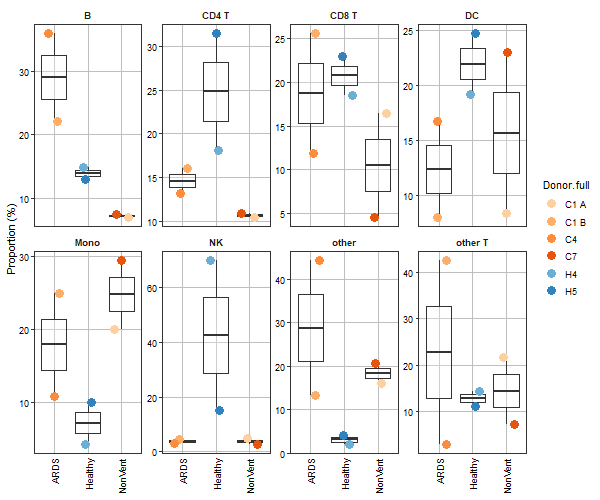 B
CD4 T
CD8 T
DC
30
20
10
30
25
20
15
10
25
20
15
10
5
25
20
15
10
Proportion (%)
Mono
NK
other
other T
30
20
10
60
40
20
0
40
30
20
10
0
40
30
20
10
ARDS
Healthy
NonVent
ARDS
Healthy
NonVent
ARDS
Healthy
NonVent
ARDS
Healthy
NonVent
Donor.full
C1 A
C1 B
C4
C7
H4
H5